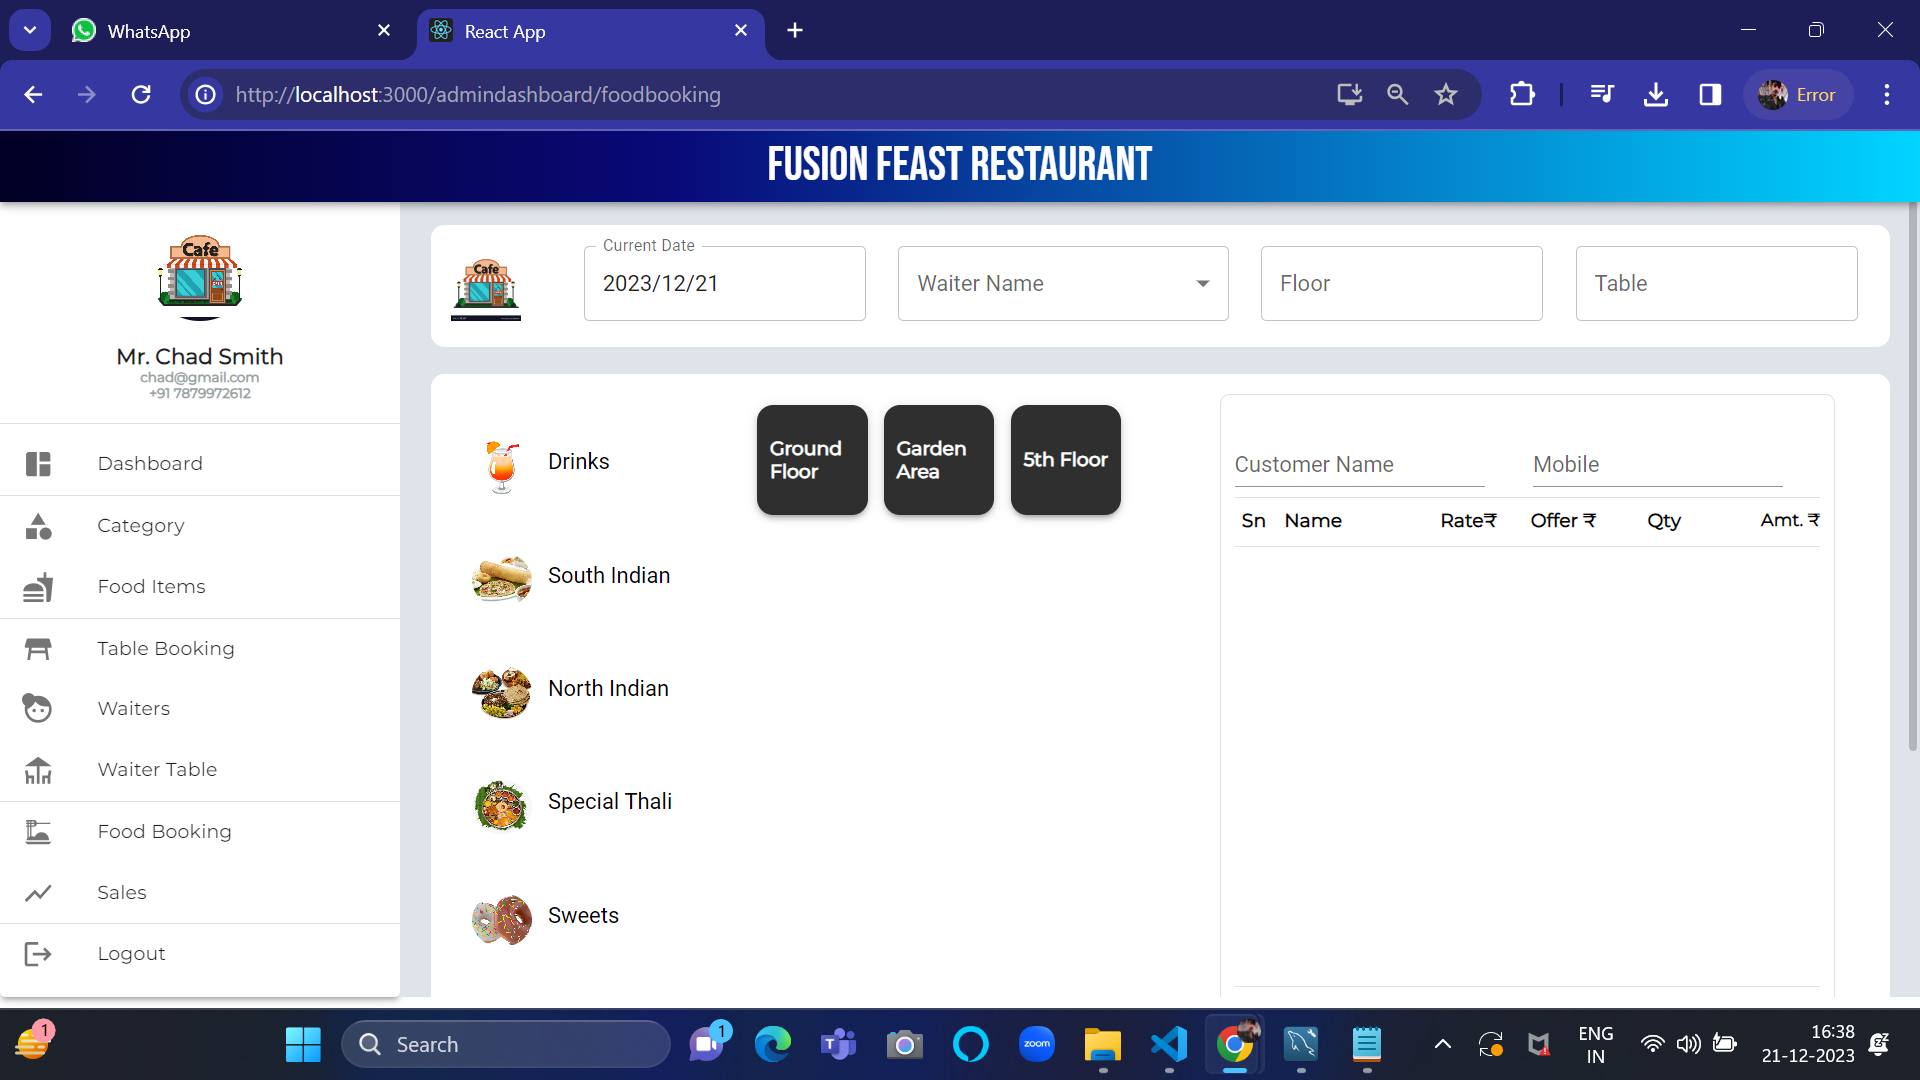 WhatsApp
React App
http://localhost:3000/admindashboard/foodbooking
Error
FUSION FEAST RESTAURANT
Cafe
Mr. Chad Smith
chad@gmail.com
+91 7879972612
Dashboard
Category
Food Items
Table Booking
Waiters
Waiter Table
Food Booking
Sales
Logout
Cafe
Current Date
2023/12/21
Waiter Name
Floor
Table
Drinks
South Indian
North Indian
Special Thali
Sweets
Ground
Floor
Garden
Area
5th Floor
Customer Name
Mobile
Sn Name Rate₹ Offer ₹ Qty Amt. ₹
1
Search
1
zoom
ENG
IN
16:38
21-12-2023